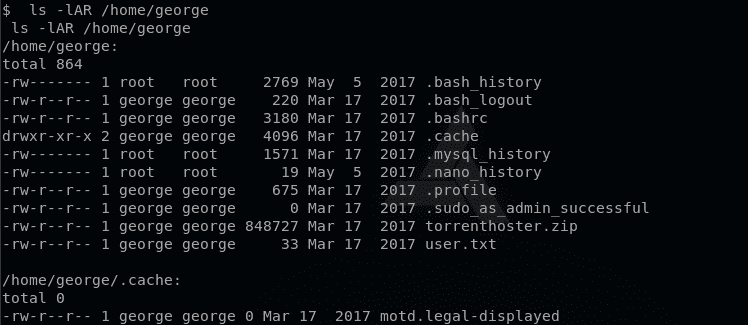 $  ls -lAR /home/george
 ls -lAR /home/george
/home/george:
total 864
-rw------- 1 root   root     2769 May  5  2017 .bash_history
-rw-r--r-- 1 george george    220 Mar 17  2017 .bash_logout
-rw-r--r-- 1 george george   3180 Mar 17  2017 .bashrc
drwxr-xr-x 2 george george   4096 Mar 17  2017 .cache
-rw------- 1 root   root     1571 Mar 17  2017 .mysql_history
-rw------- 1 root   root       19 May  5  2017 .nano_history
-rw-r--r-- 1 george george    675 Mar 17  2017 .profile
-rw-r--r-- 1 george george      0 Mar 17  2017 .sudo_as_admin_successful
-rw-r--r-- 1 george george 848727 Mar 17  2017 torrenthoster.zip
-rw-r--r-- 1 george george     33 Mar 17  2017 user.txt

/home/george/.cache:
total 0
-rw-r--r-- 1 george george 0 Mar 17  2017 motd.legal-displayed